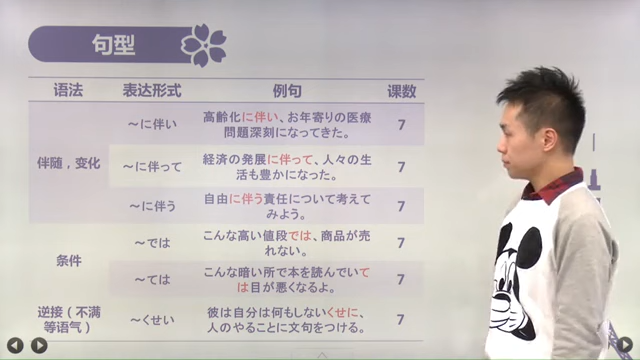 句型
语法 表达形式 例句 课数
伴随，变化
～に伴い 高齢化に伴い、お年寄りの医療 7
問題深刻になってきた。
～に伴って 経済の発展に伴って、人々の生 7
活も豊かになった。
～に伴う 自由に伴う責任について考えて 7
みよう。
条件
～では こんな高い値段では、商品が売 7
れない。
～ては こんな暗い所で本を読んでいて 7
は目が悪くなるよ。
逆接（不满
等语气）
～くせい 彼は自分は何もしないくせに、 7
人のやることに文句をつける。